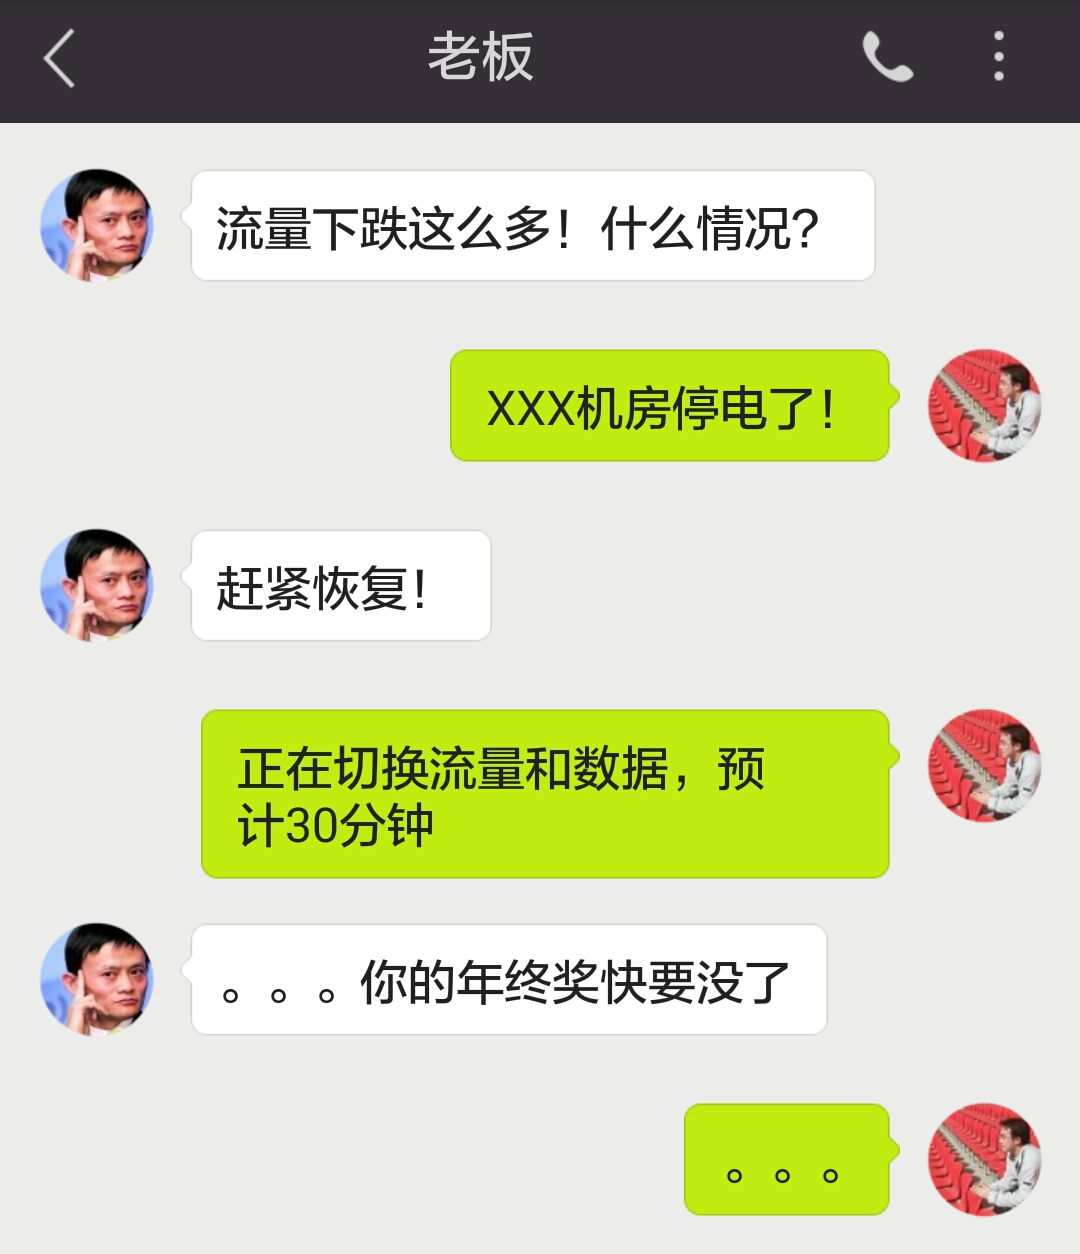 老板
流量下跌这么多！什么情况？
XXX机房停电了！
赶紧恢复！
正在切换流量和数据，预
计30分钟
。。。你的年终奖快要没了
。。。